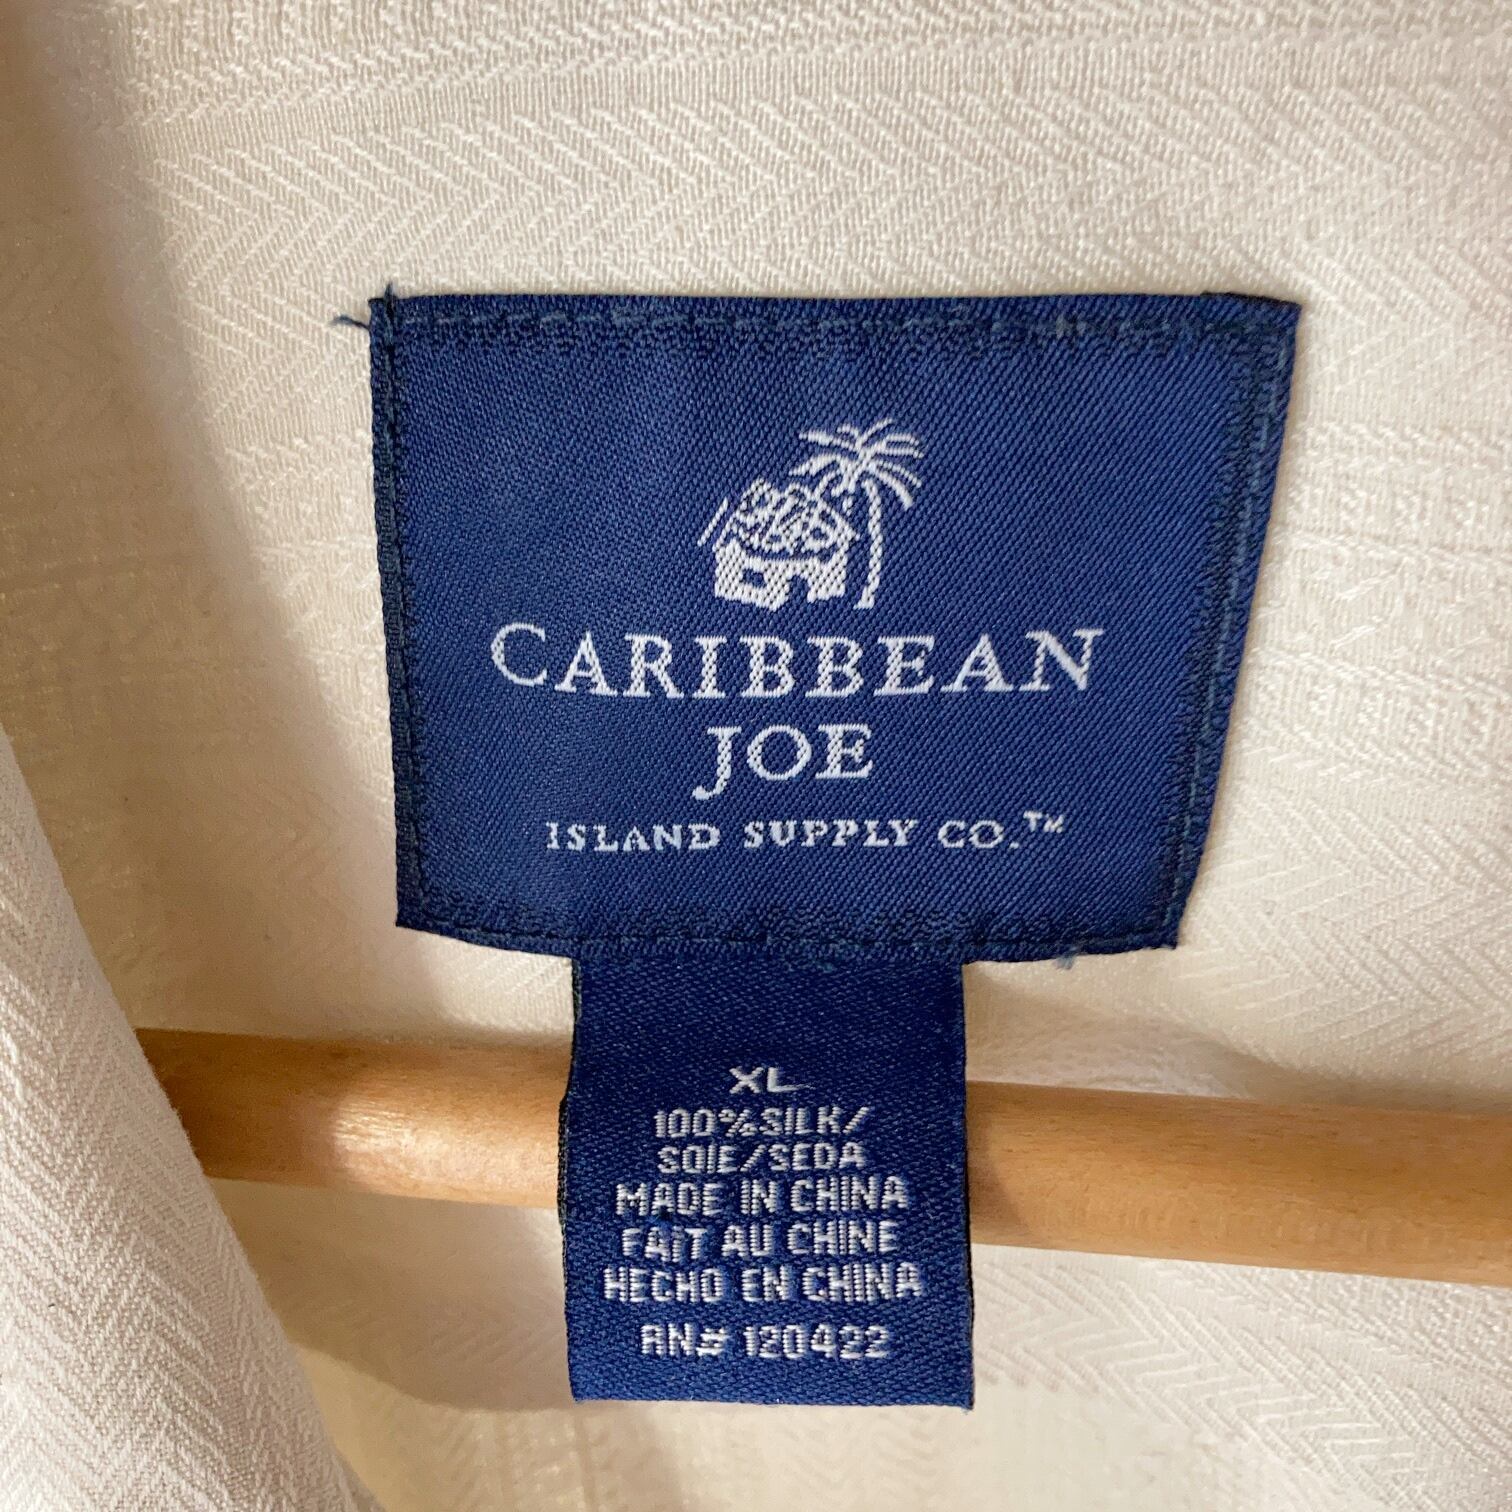 CARIBBEAN
JOE
ISLAND SUPPLY CO.™
XL
100% SILK/
SOIE/SEDA
MADE IN CHINA
FAIT AU CHINE
HECHO EN CHINA
RN# 120422